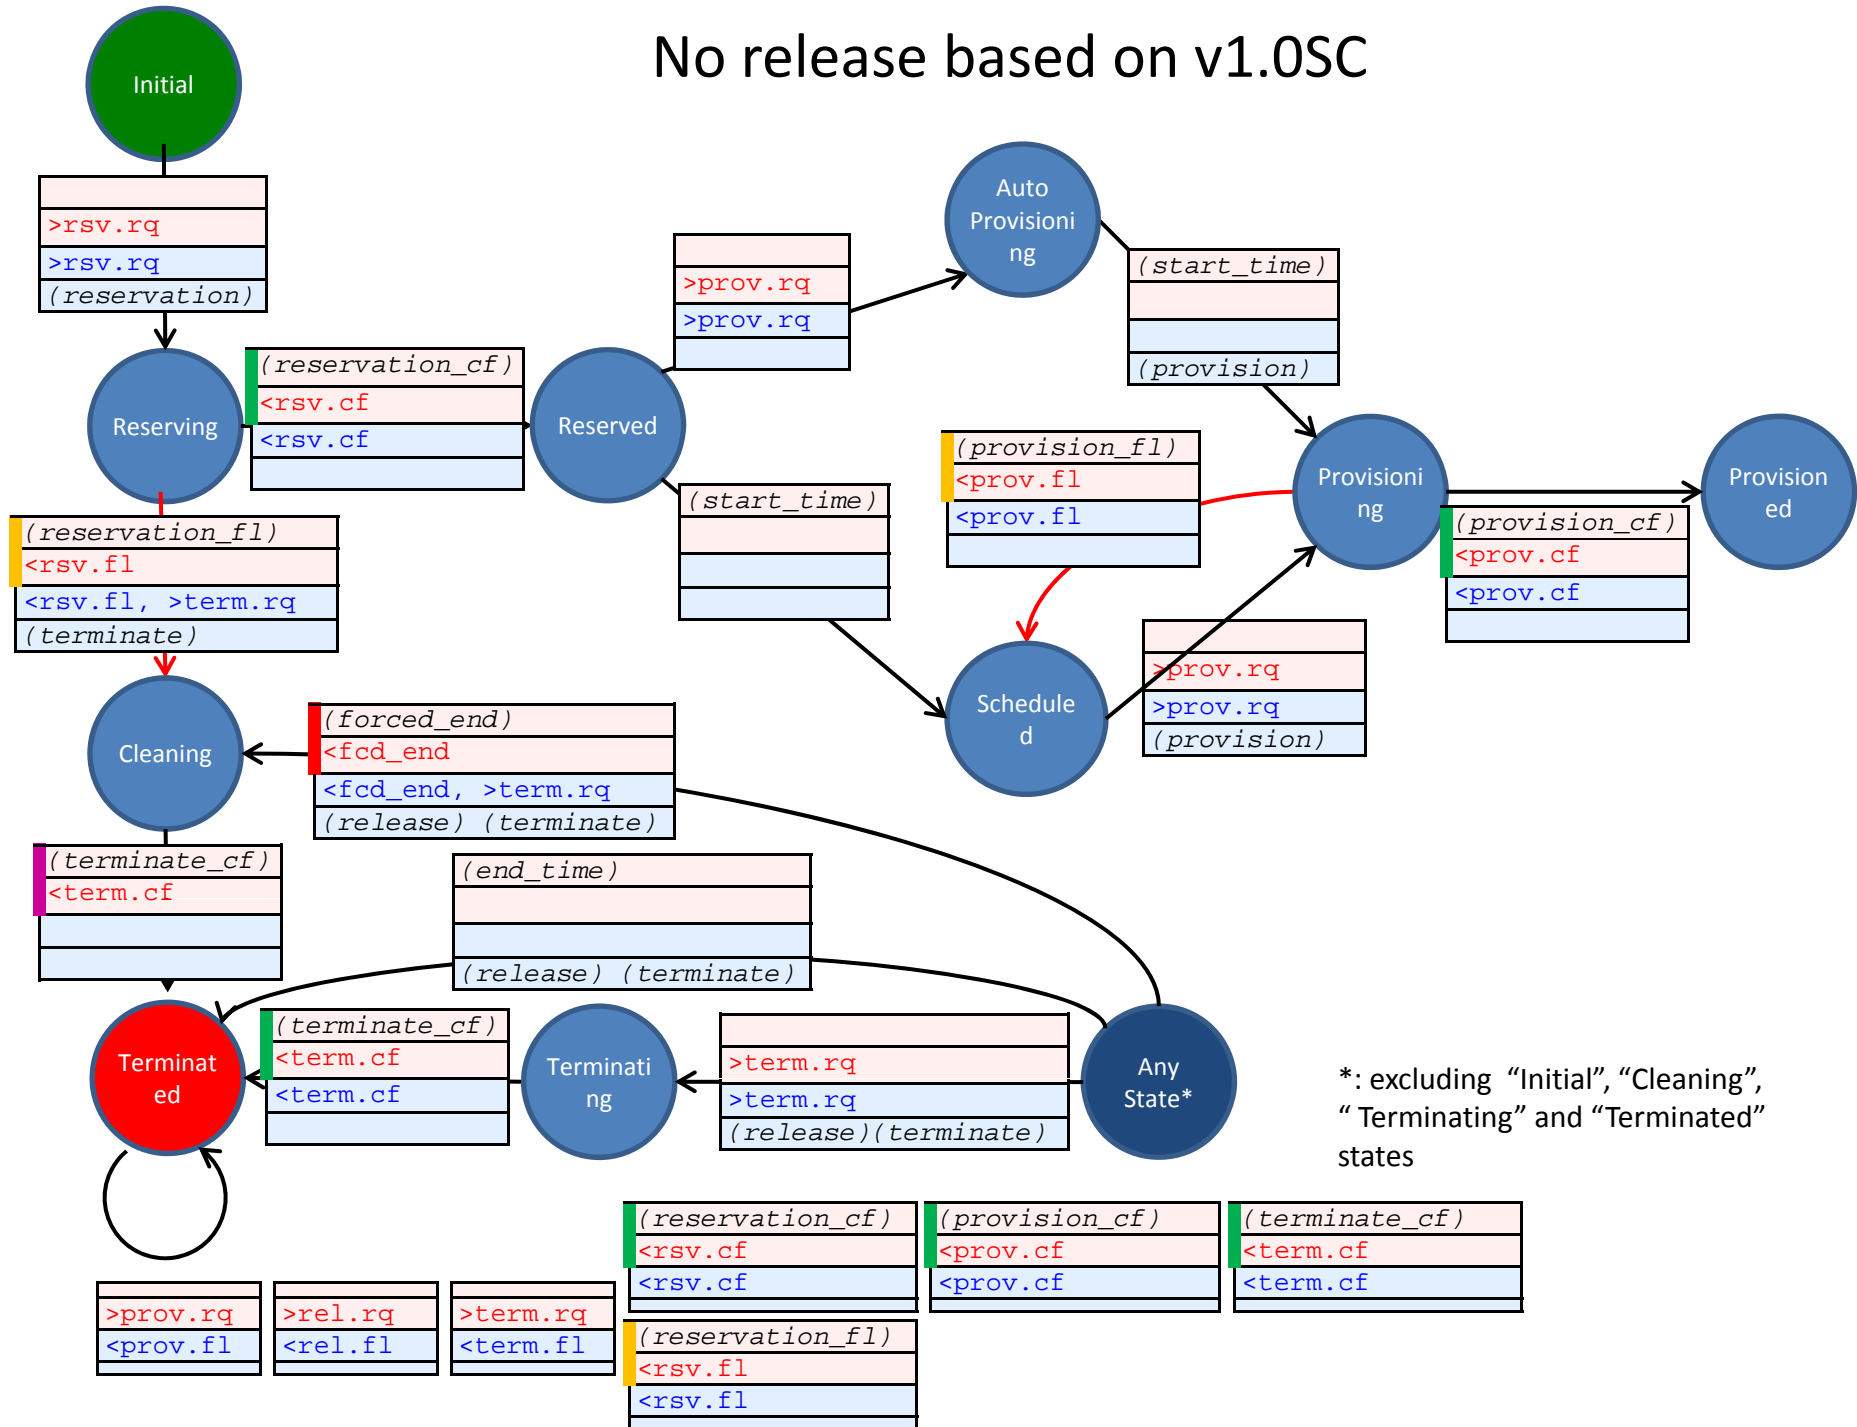 No release based on v1.0SC
Initial
>rsv.rq
>rsv.rq
(reservation)
Auto
Provisioni
ng
>prov.rq
>prov.rq
(start_time)
(provision)
Reserving
(reservation_cf)
<rsv.cf
<rsv.cf
Reserved
(provision_fl)
<prov.fl
<prov.fl
Provisioni
ng
Provision
ed
(provision_cf)
<prov.cf
<prov.cf
(start_time)
(reservation_fl)
<rsv.fl
<rsv.fl, >term.rq
(terminate)
>prov.rq
>prov.rq
(provision)
Schedule
d
Cleaning
(forced_end)
<fcd_end
<fcd_end, >term.rq
(release) (terminate)
(terminate_cf)
<term.cf
(end_time)
(release) (terminate)
Terminat
ed
(terminate_cf)
<term.cf
<term.cf
Terminati
ng
>term.rq
>term.rq
(release)(terminate)
Any
State*
*: excluding “Initial”, “Cleaning”,
“ Terminating” and “Terminated”
states
(reservation_cf)
<rsv.cf
<rsv.cf
(provision_cf)
<prov.cf
<prov.cf
(terminate_cf)
<term.cf
<term.cf
>prov.rq
<prov.fl
>rel.rq
<rel.fl
>term.rq
<term.fl
(reservation_fl)
<rsv.fl
<rsv.fl